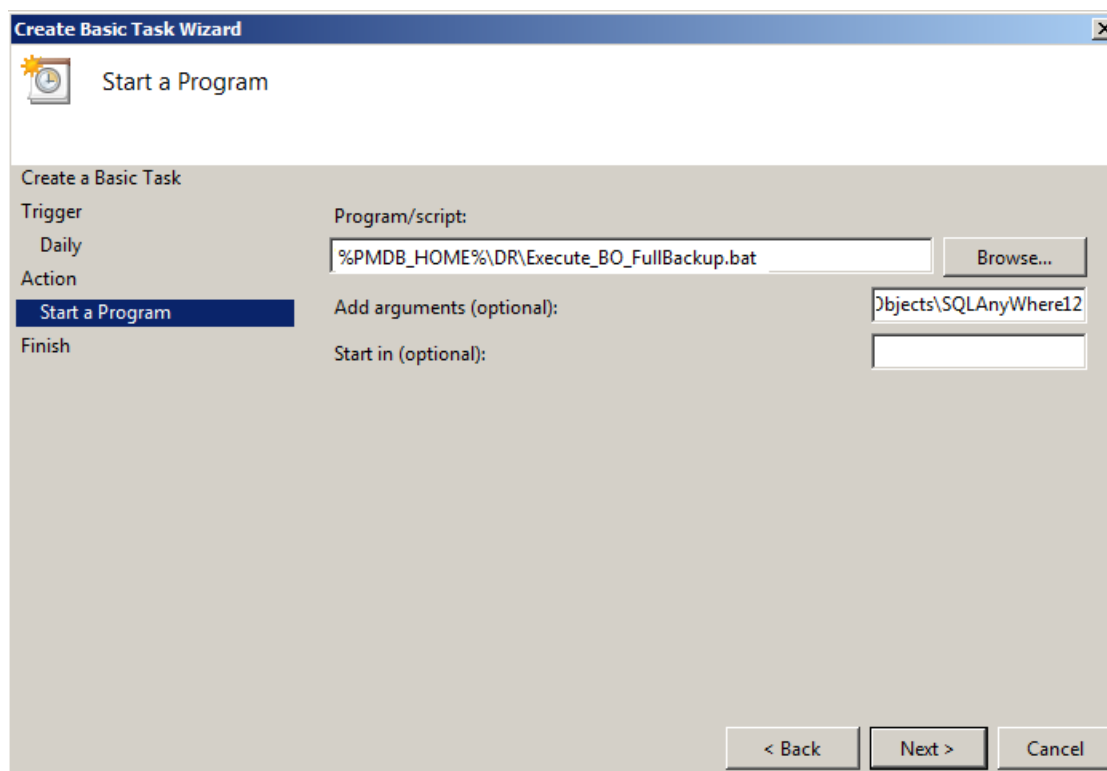 Create Basic Task Wizard
Start a Program
Create a Basic Task
Trigger
Daily
Action
Start a Program
Finish
Program/script:
%PMDB_HOME%\DR\Execute_BO_FullBackup.bat
Browse...
Add arguments (optional):
Objects\SQLAnyWhere12
Start in (optional):
< Back
Next >
Cancel